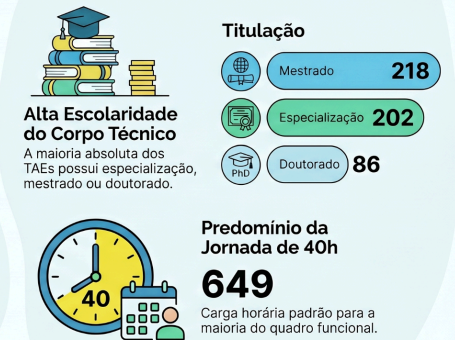 Titulação
Mestrado 218
Especialização 202
PhD
Doutorado 86
Alta Escolaridade
do Corpo Técnico
A maioria absoluta dos
TAEs possui especialização,
mestrado ou doutorado.
40
Predomínio da
Jornada de 40h
649
Carga horária padrão para a
maioria do quadro funcional.